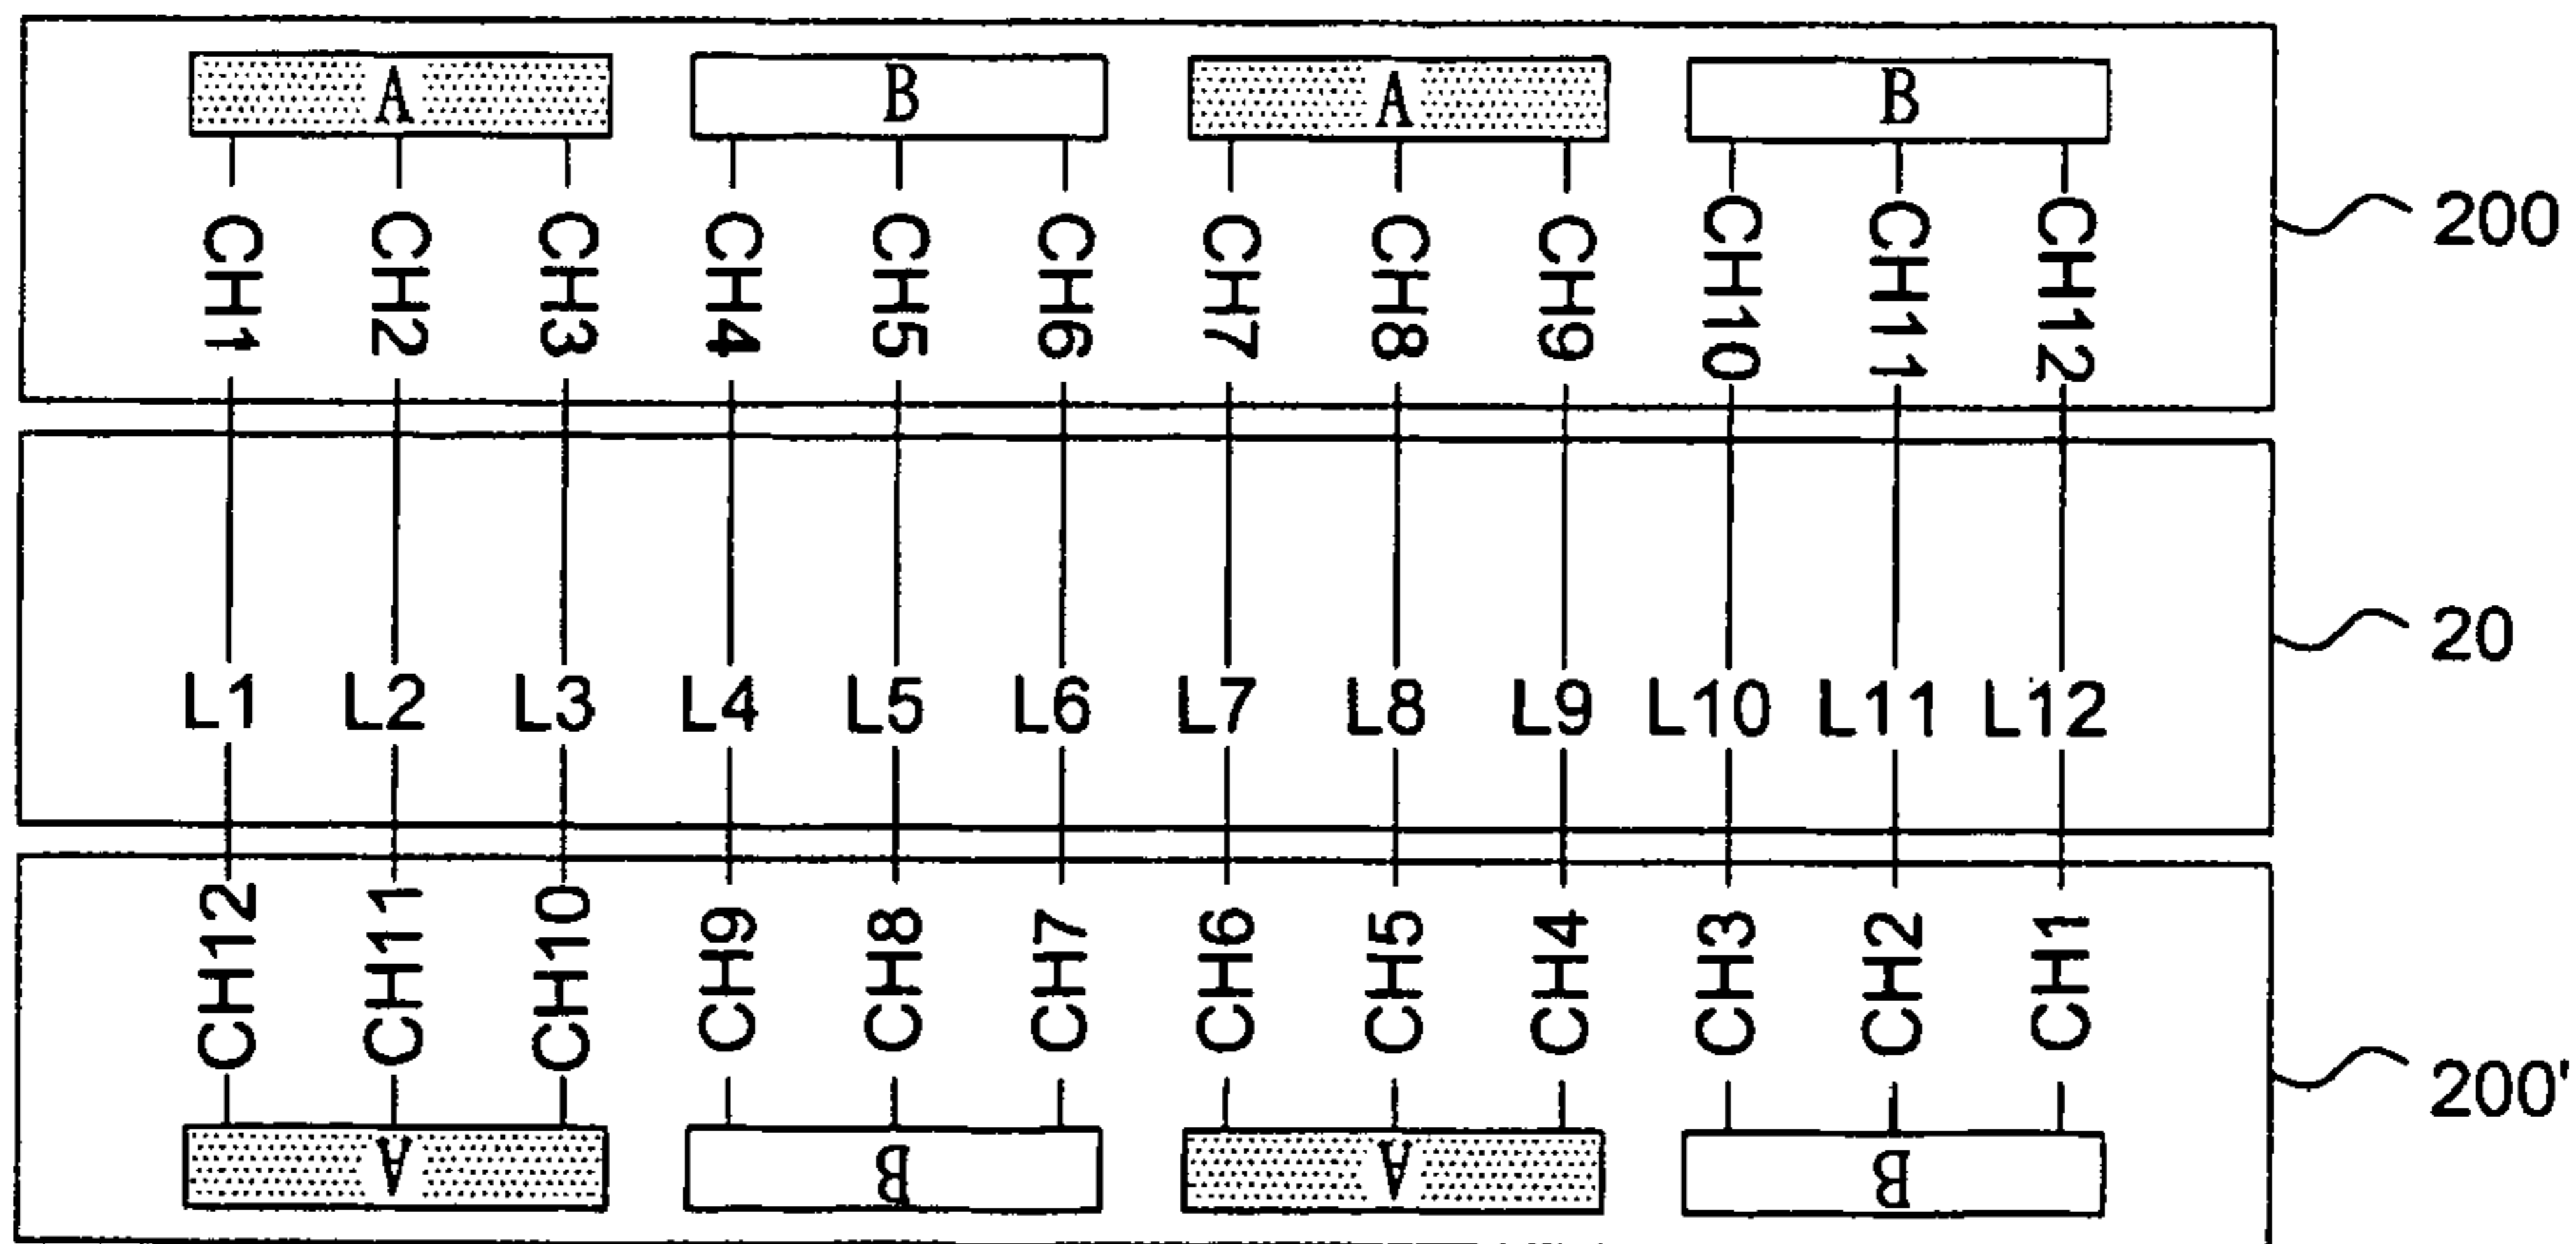 A B A B
CH1 CH2 CH3 CH4 CH5 CH6 CH7 CH8 CH9 CH10 CH11 CH12
200
20
L1 L2 L3 L4 L5 L6 L7 L8 L9 L10 L11 L12
CH12 CH11 CH10 CH9 CH8 CH7 CH6 CH5 CH4 CH3 CH2 CH1
200'
A B A B